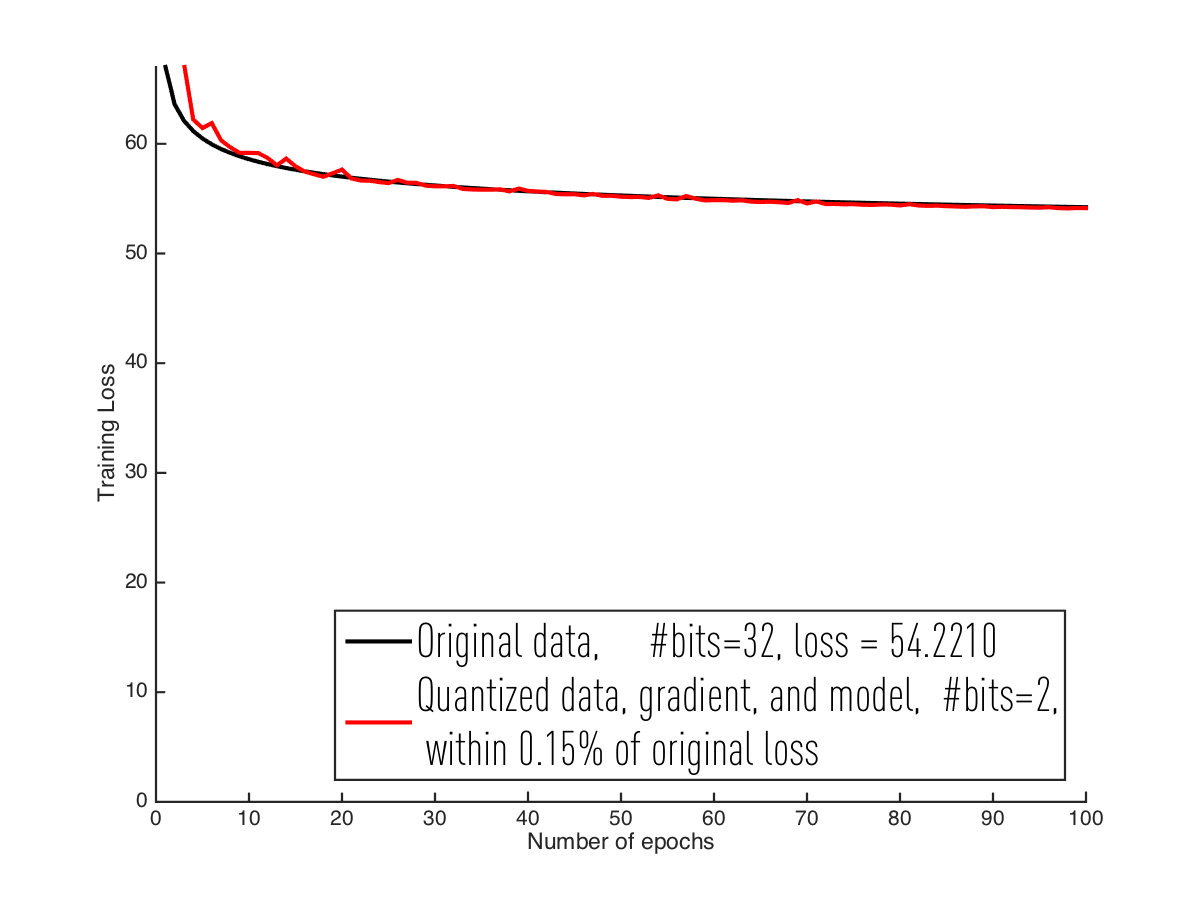 60
50
40
30
20
10
0
Training Loss
Original data, #bits=32, loss = 54.2210
Quantized data, gradient, and model, #bits=2,
within 0.15% of original loss
0 10 20 30 40 50 60 70 80 90 100
Number of epochs